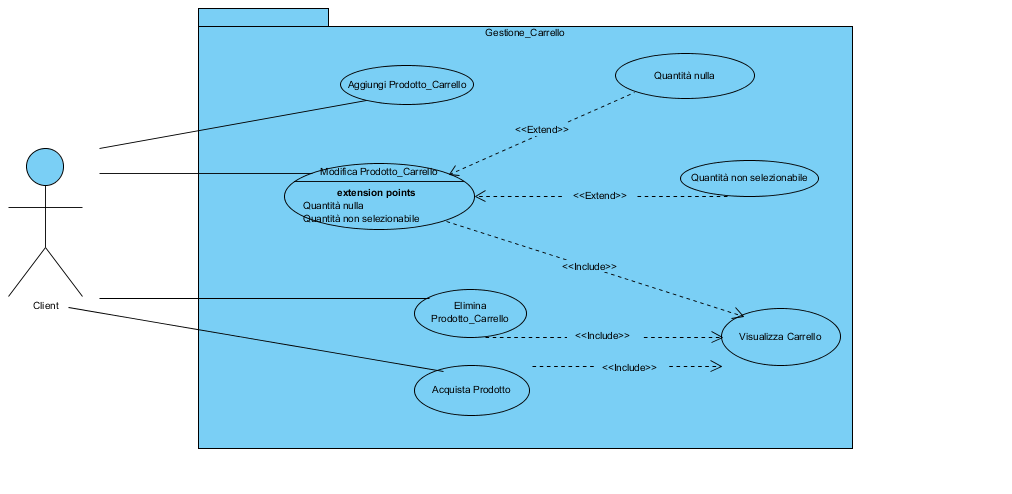 Gestione_Carrello
Aggiungi Prodotto_Carrello
Quantità nulla
<<Extend>>
Modifica Prodotto_Carrello
extension points
Quantità nulla
Quantità non selezionabile
<<Extend>>
Quantità non selezionabile
<<Include>>
Client
Elimina
Prodotto_Carrello
<<Include>>
Visualizza Carrello
<<Include>>
Acquista Prodotto